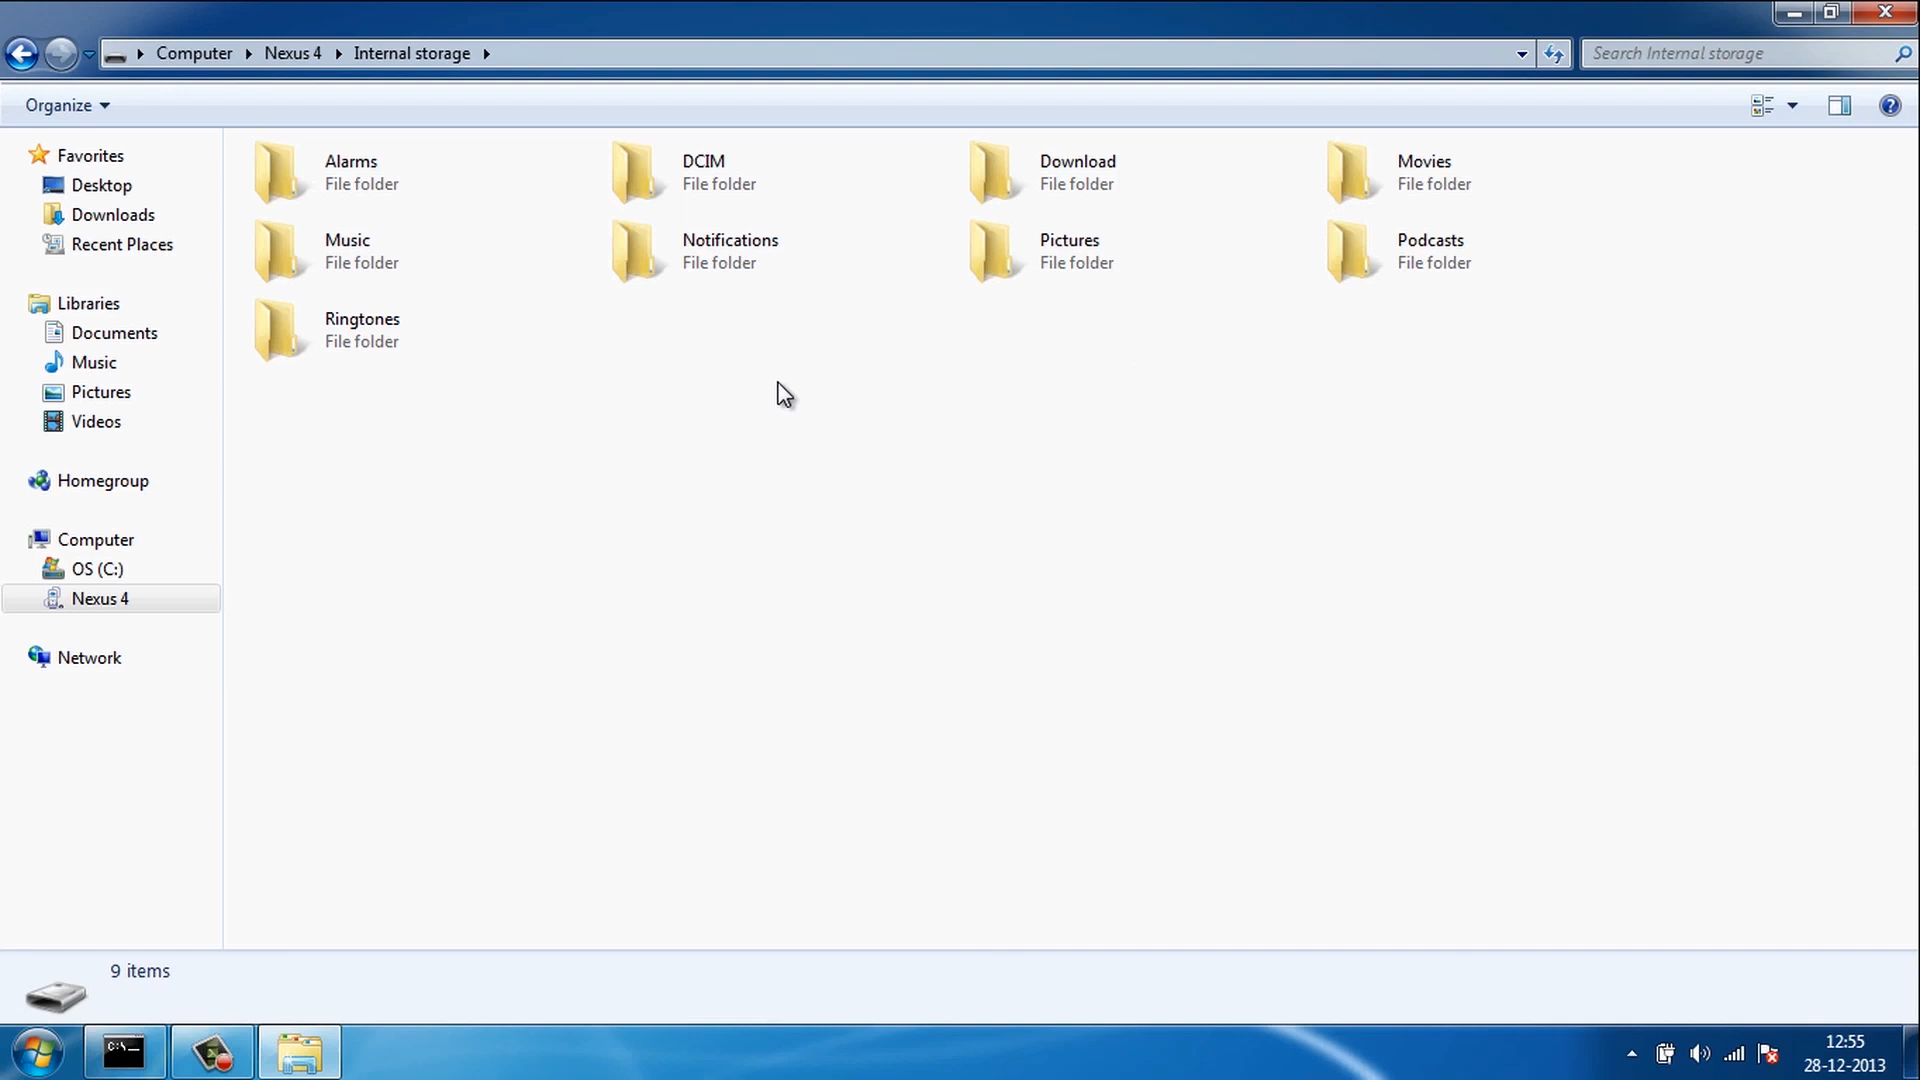 Computer Nexus 4 Internal storage
Search Internal storage
Organize
Favorites
Desktop
Downloads
Recent Places
Libraries
Documents
Music
Pictures
Videos
Homegroup
Computer
OS (C:)
Nexus 4
Network
Alarms
File folder
DCIM
File folder
Download
File folder
Movies
File folder
Music
File folder
Notifications
File folder
Pictures
File folder
Podcasts
File folder
Ringtones
File folder
9 items
C:\
12:55
28-12-2013